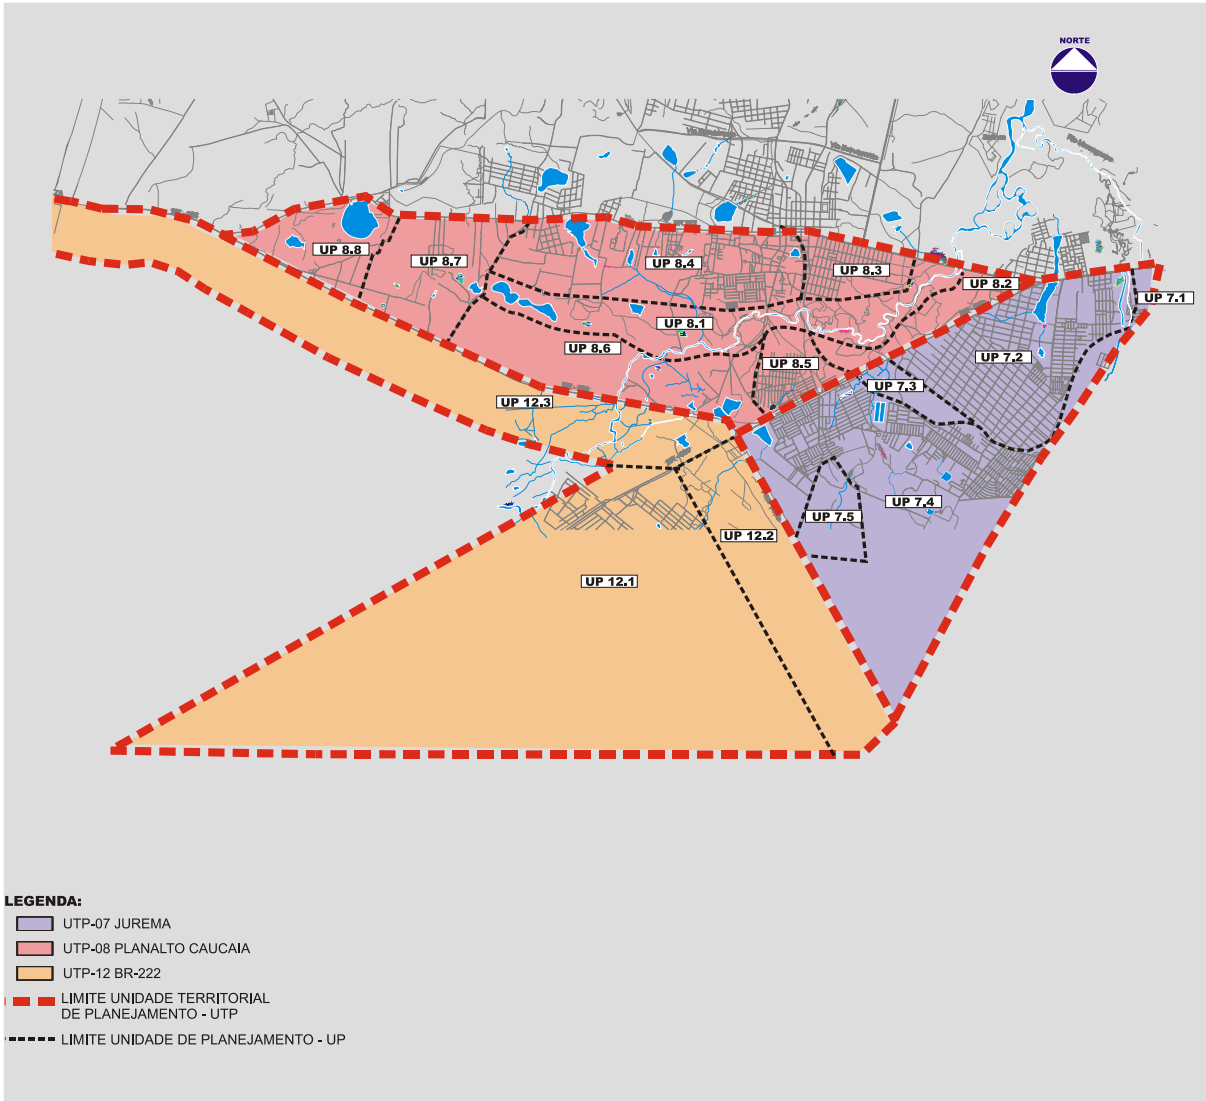 NORTE
UP 8.8
UP 8.7
UP 8.4
UP 8.3
UP 8.2
UP 7.1
UP 8.1
UP 8.6
UP 8.5
UP 7.2
UP 7.3
UP 12.3
UP 7.4
UP 7.5
UP 12.2
UP 12.1
LEGENDA:
UTP-07 JUREMA
UTP-08 PLANALTO CAUCAIA
UTP-12 BR-222
LIMITE UNIDADE TERRITORIAL
DE PLANEJAMENTO - UTP
LIMITE UNIDADE DE PLANEJAMENTO - UP